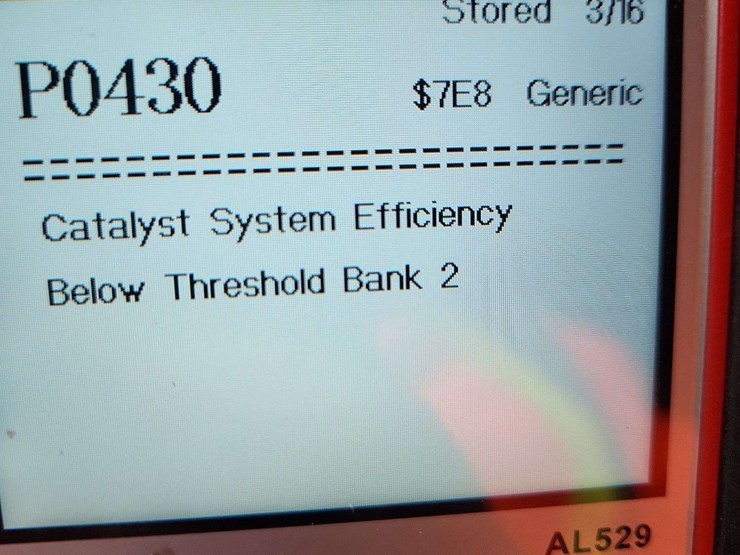 Stored 3/16
P0430 $7E8 Generic
=========================
Catalyst System Efficiency
Below Threshold Bank 2
AL529